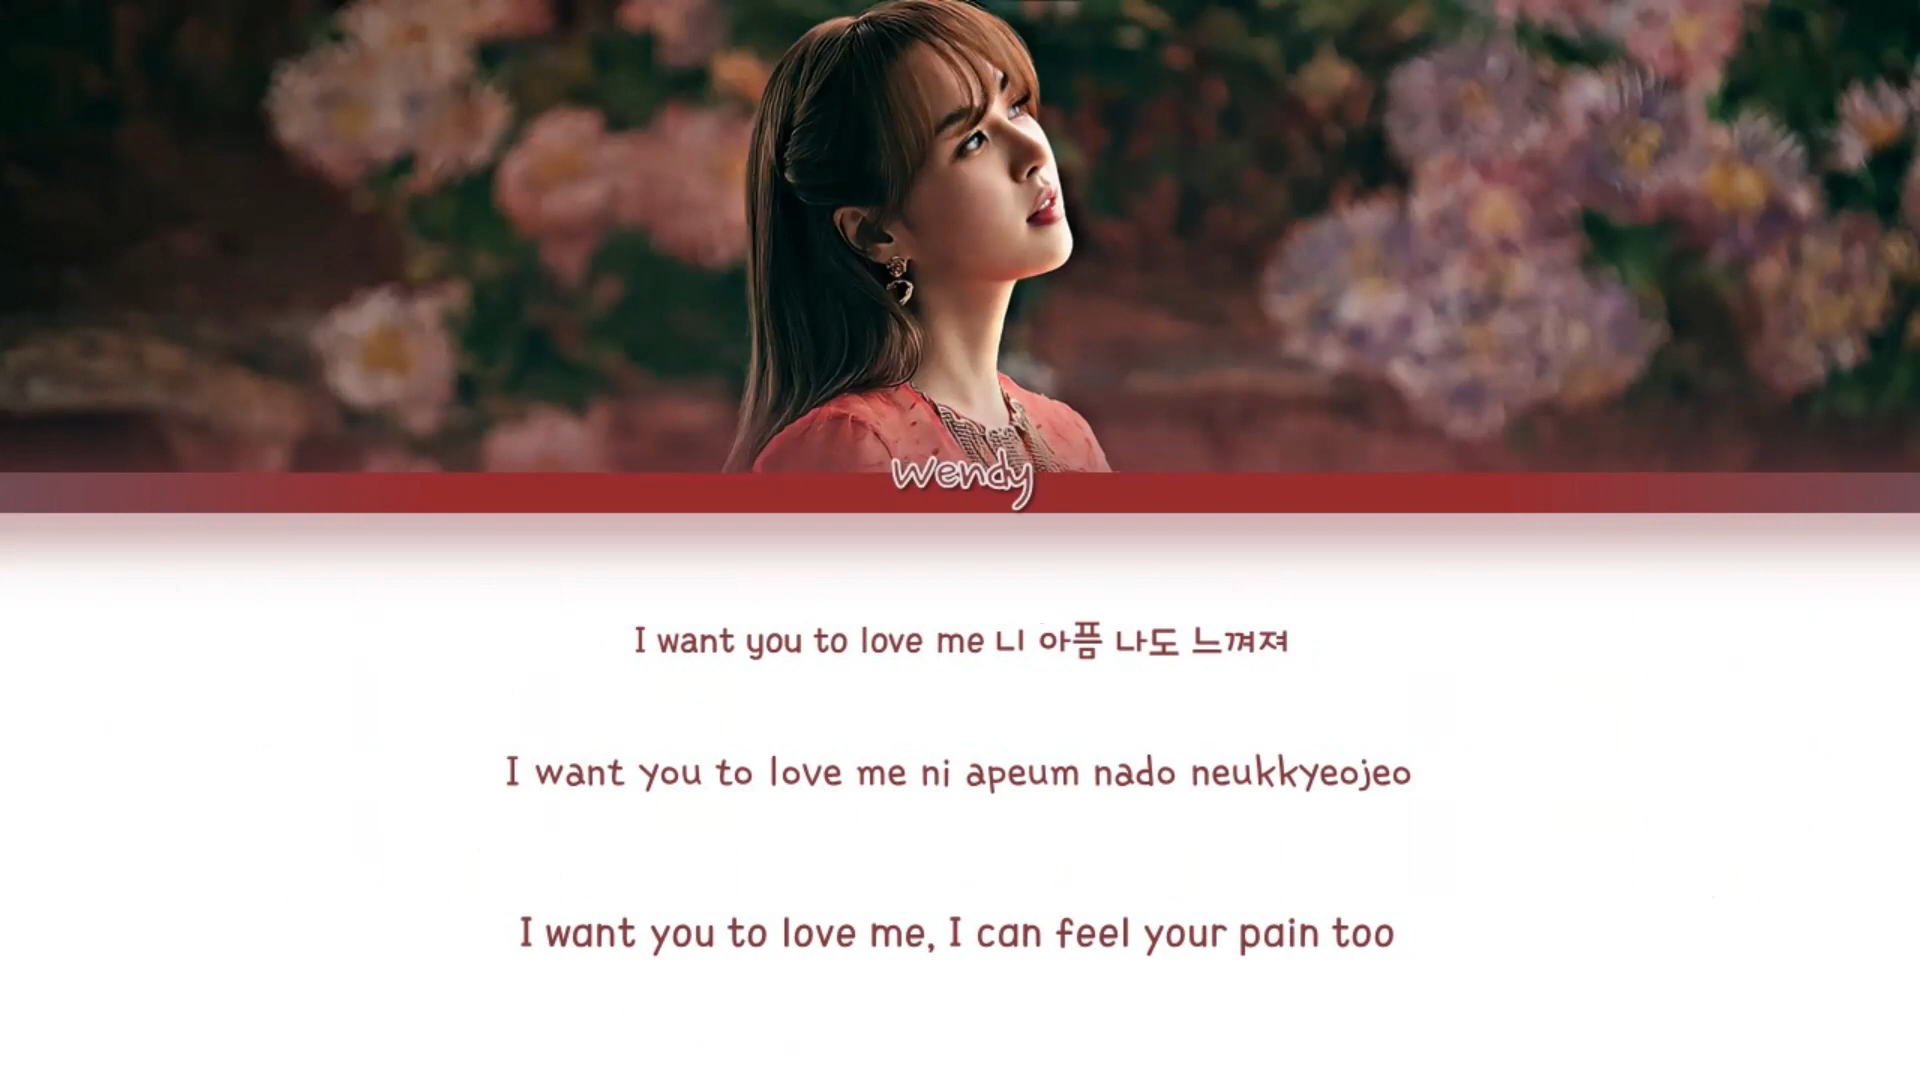 Wendy
I want you to love me 니 아픔 나도 느껴져
I want you to love me ni apeum nado neukkyeojeo
I want you to love me, I can feel your pain too